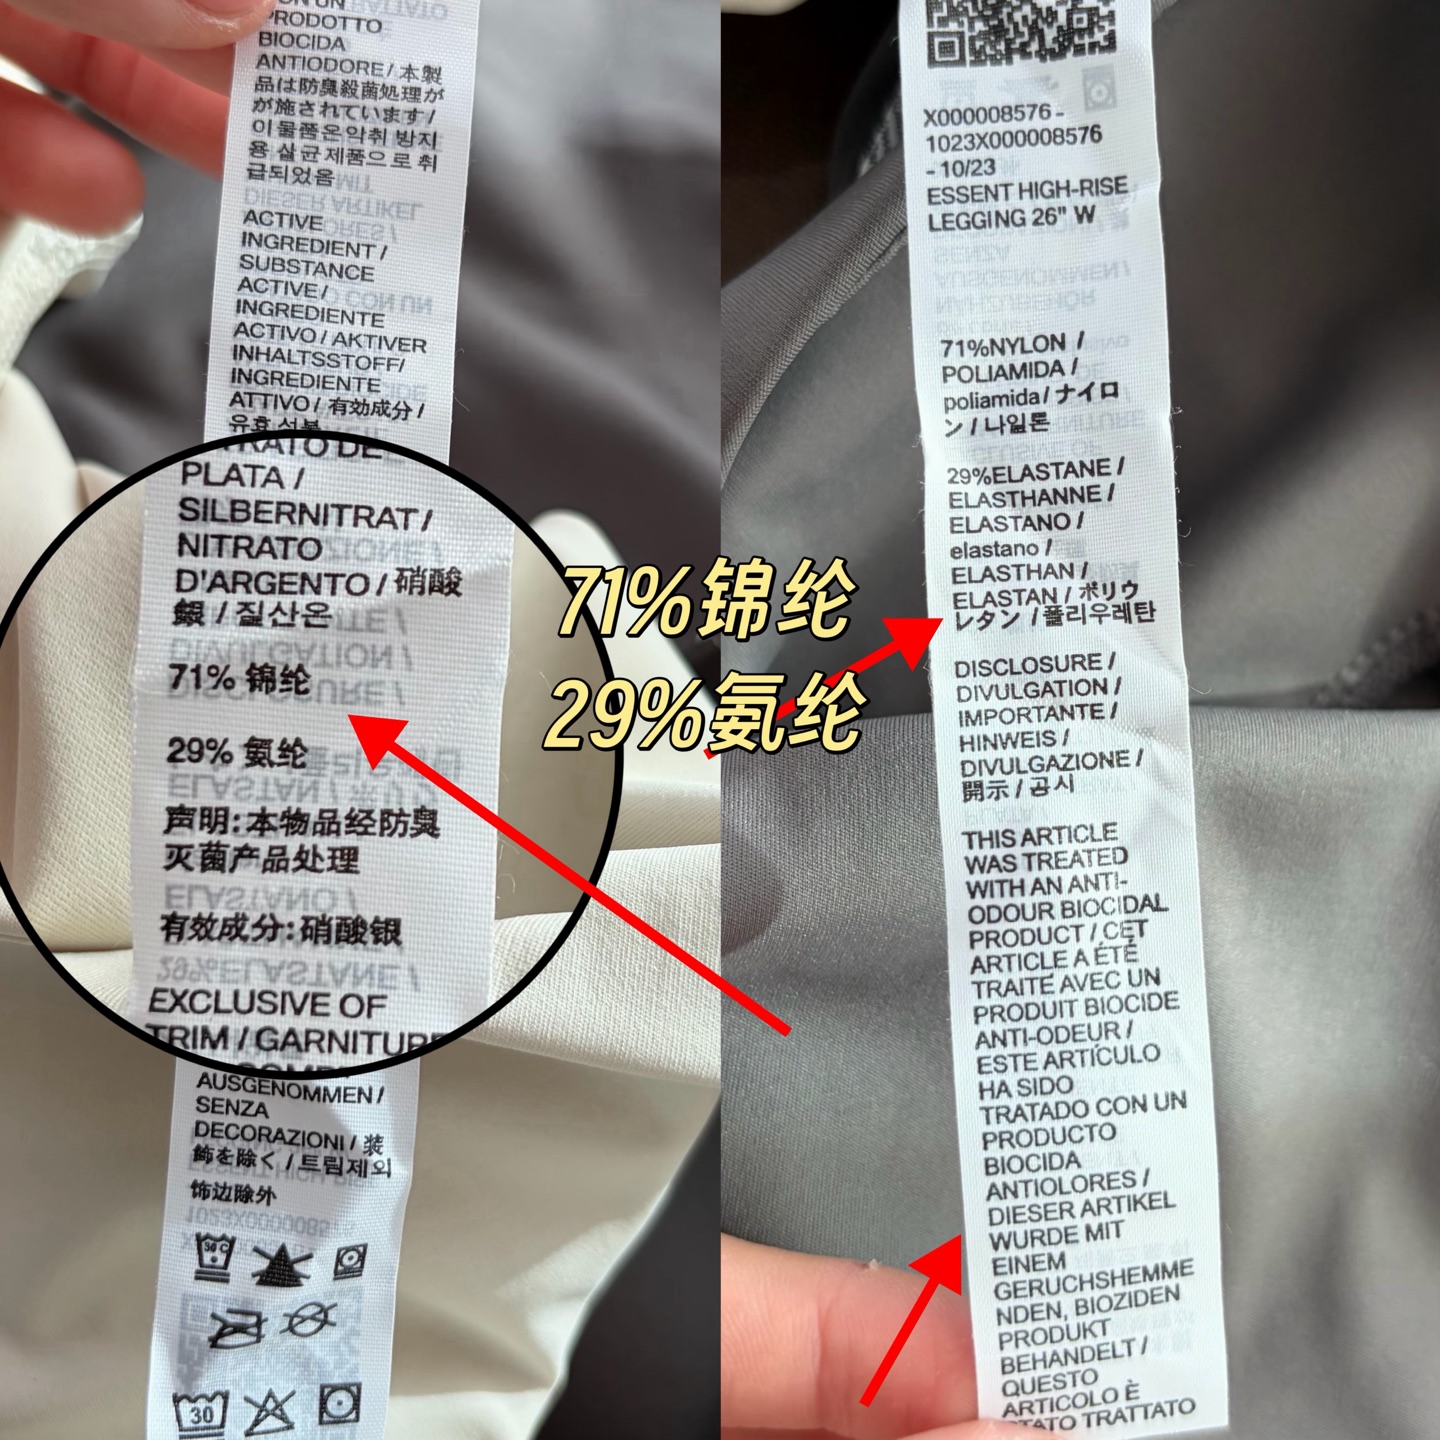 PRODOTTO
BIOCIDA
ANTIODORE / 本製
品は防臭殺菌処理が
が施されています /
이 물품은 악취 방지
용 살균 제품으로 취
급되었음
ACTIVE
INGREDIENT /
SUBSTANCE
ACTIVE /
INGREDIENTE
ACTIVO / AKTIVER
INHALTSSTOFF/
INGREDIENTE
ATTIVO / 有効成分 /
PLATA /
SILBERNITRAT /
NITRATO
D'ARGENTO / 硝酸
銀 / 질산은
71% 锦纶
29% 氨纶
声明:本物品经防臭
灭菌产品处理
有效成分:硝酸银
EXCLUSIVE OF
TRIM / GARNITURE
AUSGENOMMEN /
SENZA
DECORAZIONI / 装
飾を除く / 트림제외
饰边除外
30
71%锦纶
29%氨纶
X000008576 -
1023X000008576
- 10/23
ESSENT HIGH-RISE
LEGGING 26" W
71%NYLON /
POLIAMIDA /
poliamida / ナイロ
ン / 나일론
29%ELASTANE /
ELASTHANNE /
ELASTANO /
elastano /
ELASTHAN /
ELASTAN / ポリウ
レタン / 폴리우레탄
DISCLOSURE /
DIVULGATION /
IMPORTANTE /
HINWEIS /
DIVULGAZIONE /
開示 / 공시
THIS ARTICLE
WAS TREATED
WITH AN ANTI-
ODOUR BIOCIDAL
PRODUCT / CET
ARTICLE A ÉTÉ
TRAITÉ AVEC UN
PRODUIT BIOCIDE
ANTI-ODEUR /
ESTE ARTÍCULO
HA SIDO
TRATADO CON UN
PRODUCTO
BIOCIDA
ANTIOLORES /
DIESER ARTIKEL
WURDE MIT
EINEM
GERUCHSHEMME
NDEN, BIOZIDEN
PRODUKT
BEHANDELT /
QUESTO
ARTICOLO È
STATO TRATTATO